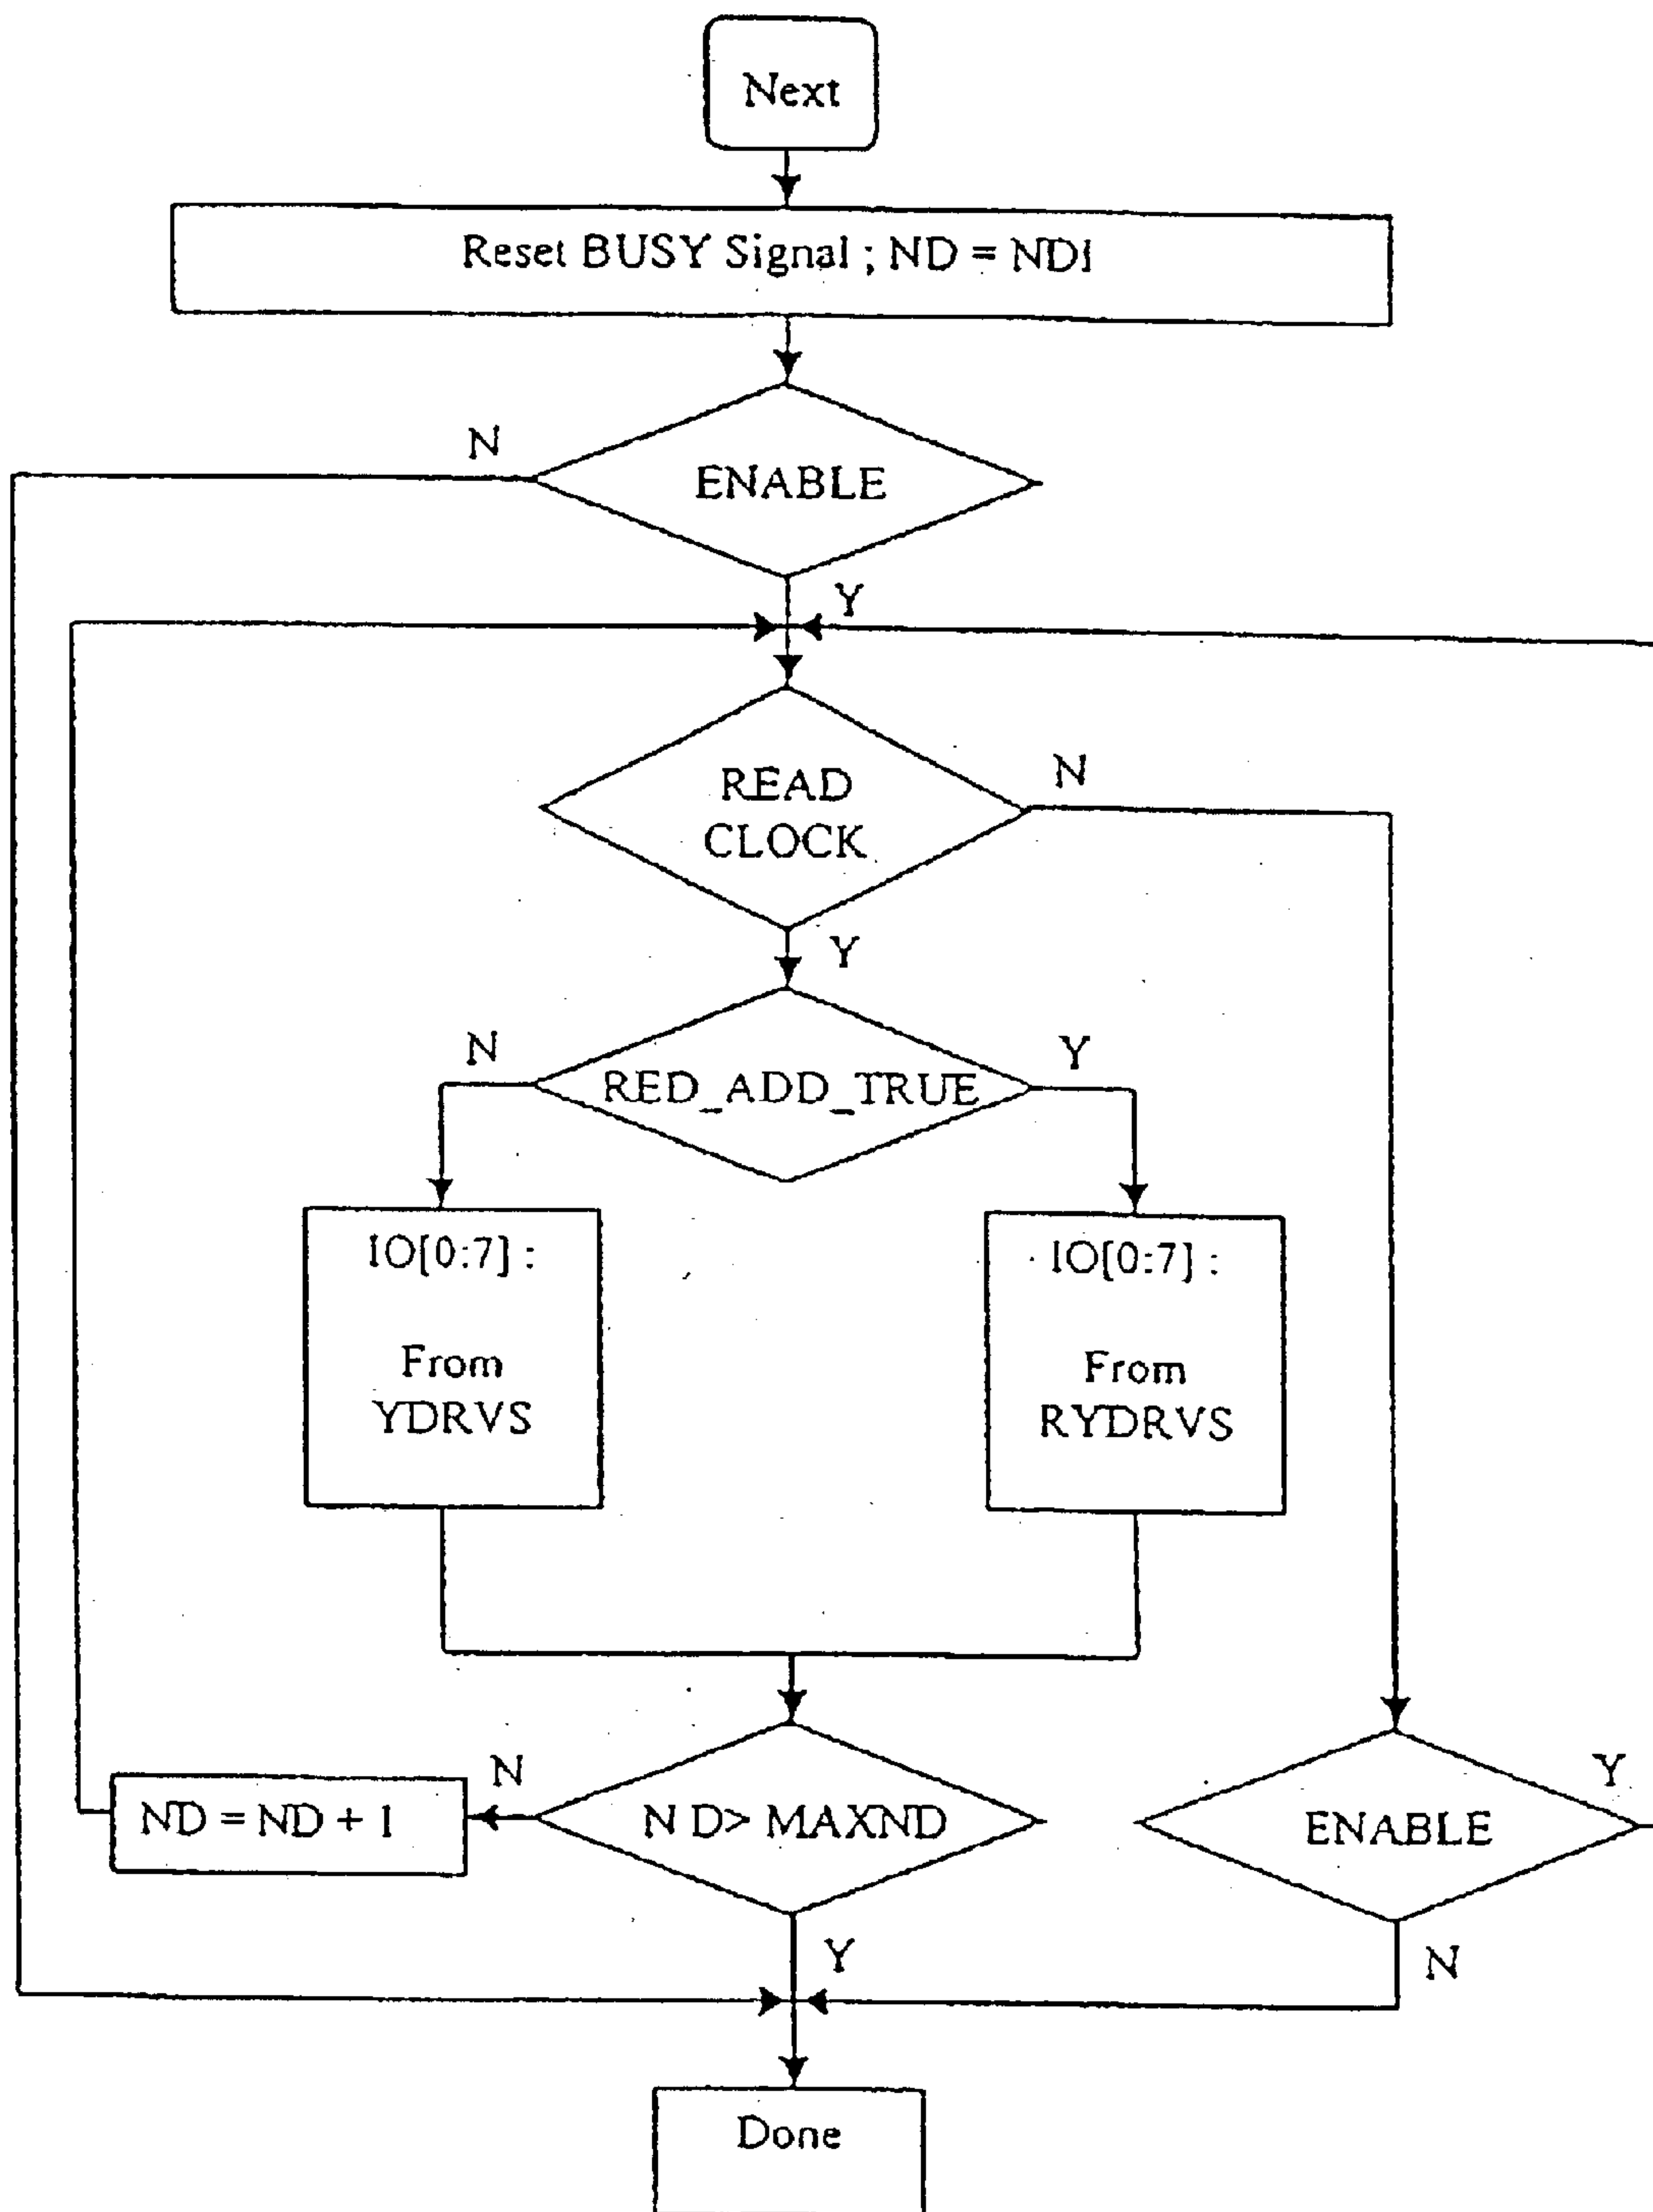 Next
Reset BUSY Signal ; ND = NDI
N
ENABLE
Y
READ
CLOCK
N
Y
N
RED_ADD_TRUE
Y
IO[0:7] :
From
YDRVS
IO[0:7] :
From
RYDRVS
ND = ND + 1
N
N D> MAXND
Y
ENABLE
Y
N
Done